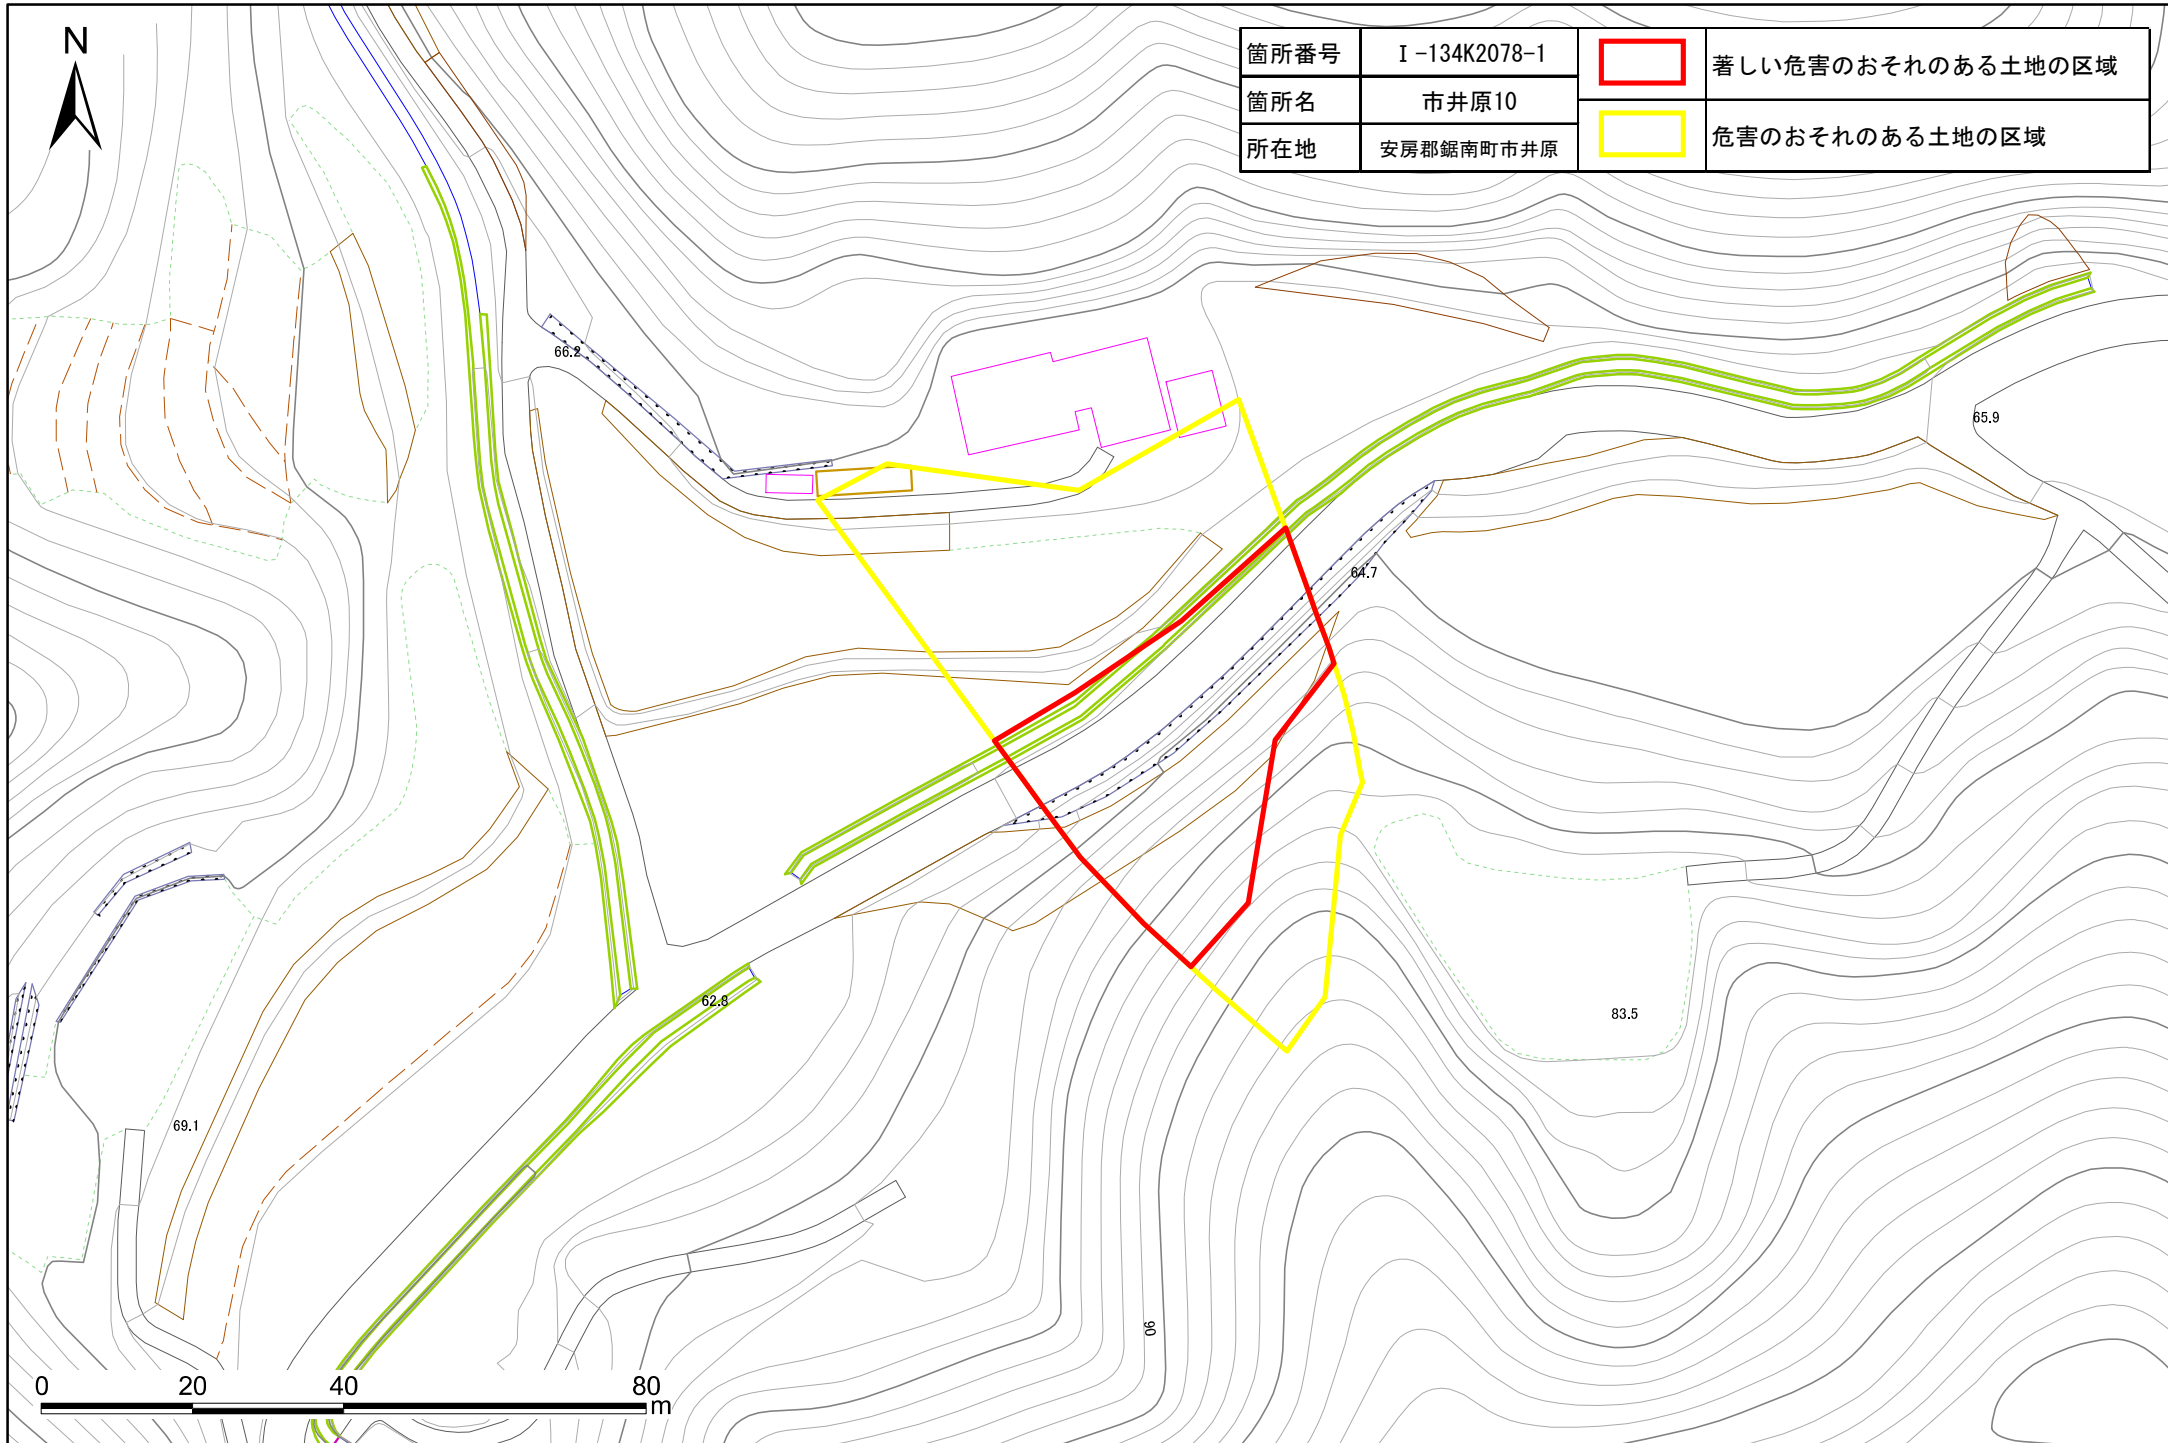 N
箇所番号 Ⅰ-134K2078-1
箇所名 市井原10
所在地 安房郡鋸南町市井原
著しい危害のおそれのある土地の区域
危害のおそれのある土地の区域
66.2
65.9
64.7
62.8
83.5
69.1
90
0 20 40 80
m